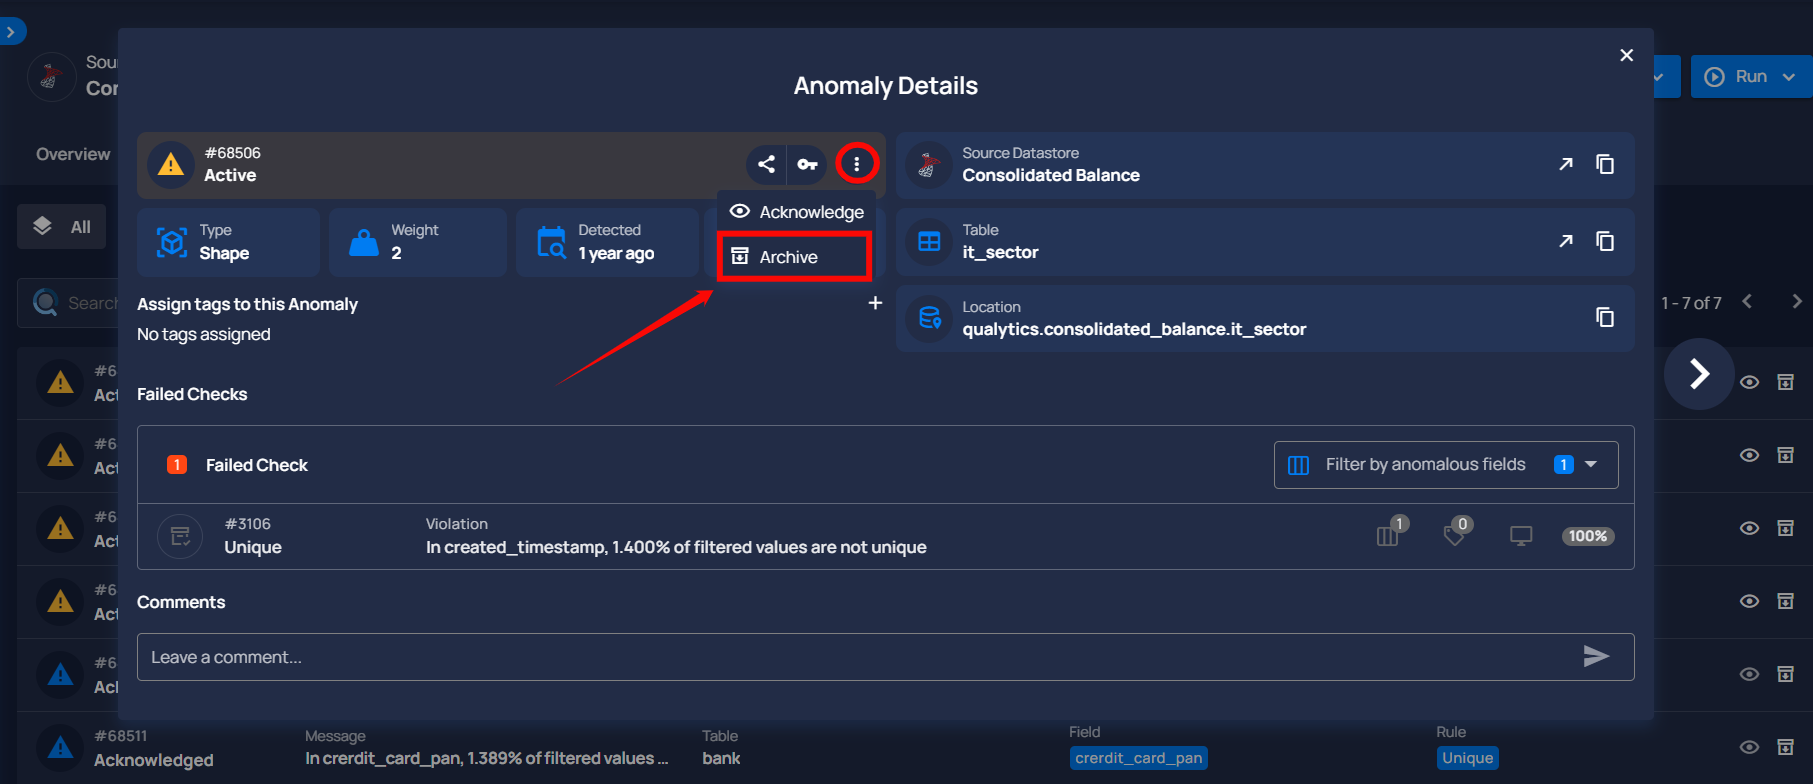 Anomaly Details
Sou
Con
Run
Overview
#68506
Active
Acknowledge
Archive
Source Datastore
Consolidated Balance
Type
Shape
Weight
2
Detected
1 year ago
Table
it_sector
All
Location
qualytics.consolidated_balance.it_sector
Search
1 - 7 of 7
Assign tags to this Anomaly
No tags assigned
Failed Checks
1 Failed Check
Filter by anomalous fields 1
#3106
Unique
Violation
In created_timestamp, 1.400% of filtered values are not unique
1
0
100%
Comments
Leave a comment...
#6
Act
#6
Act
#6
Act
#6
Act
#6
Ack
#68511
Acknowledged
Message
In crerdit_card_pan, 1.389% of filtered values ...
Table
bank
Field
crerdit_card_pan
Rule
Unique